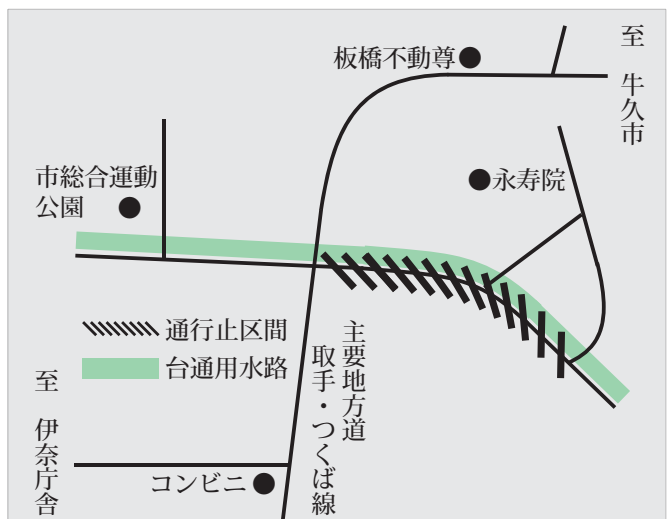 板橋不動尊
至 牛久市
市総合運動
公園
永寿院
通行止区間
台通用水路
主要地方道
取手・つくば線
至 伊奈庁舎
コンビニ